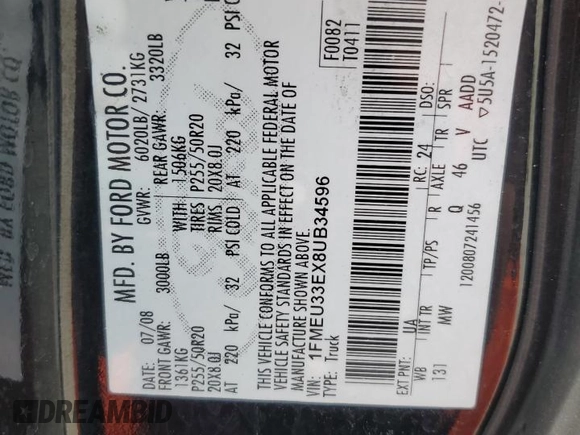 MFD. BY FORD MOTOR CO.
DATE: 07/08 GVWR: 6020LB/ 2731KG
FRONT GAWR: 3000LB REAR GAWR: 3320LB
1361KG WITH 1506KG
P255/50R20 TIRES P255/50R20
20X8.0J RIMS 20X8.0J
AT 220 kPa/ 32 PSI COLD AT 220 kPa/ 32 PSI C
THIS VEHICLE CONFORMS TO ALL APPLICABLE FEDERAL MOTOR
VEHICLE SAFETY STANDARDS IN EFFECT ON THE DATE OF
MANUFACTURE SHOWN ABOVE.
VIN: 1FMEU33EX8UB34596
TYPE: Truck
F0082
T0411
EXT PNT: UA RC: 24 DSO:
WB INT TR TP/PS R AXLE TR SPR
131 MW Q 46 V AADD
1200807241456 UTC ▽5U5A-1520472-
DREAMBID